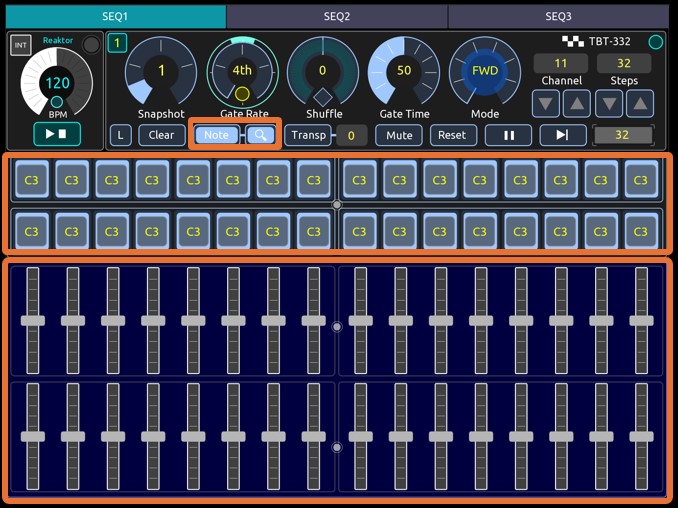 SEQ1 SEQ2 SEQ3
INT Reaktor 1 TBT-332
120 1 4th 0 50 FWD 11 32
BPM Channel Steps
Snapshot Gate Rate Shuffle Gate Time Mode
L Clear Note Transp 0 Mute Reset 32
C3 C3 C3 C3 C3 C3 C3 C3 C3 C3 C3 C3 C3 C3 C3 C3
C3 C3 C3 C3 C3 C3 C3 C3 C3 C3 C3 C3 C3 C3 C3 C3